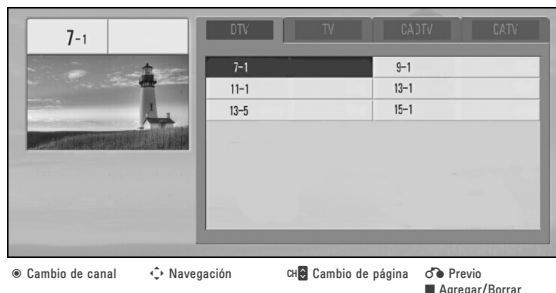 7-1
DTV TV CADTV CATV
7-1 9-1
11-1 13-1
13-5 15-1
Cambio de canal Navegación CH Cambio de página Previo
Agregar/Borrar